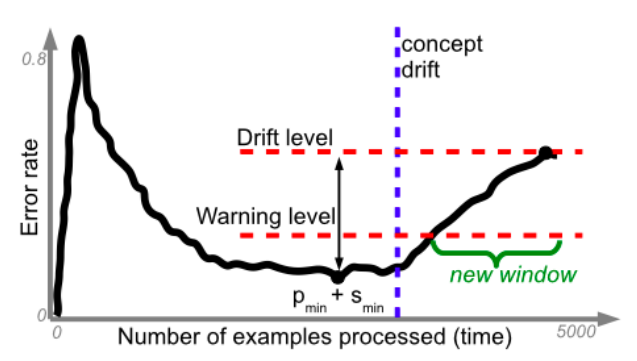 concept
drift
0.8
Drift level
Error rate
Warning level
new window
p_min + s_min
0
0
Number of examples processed (time)
5000